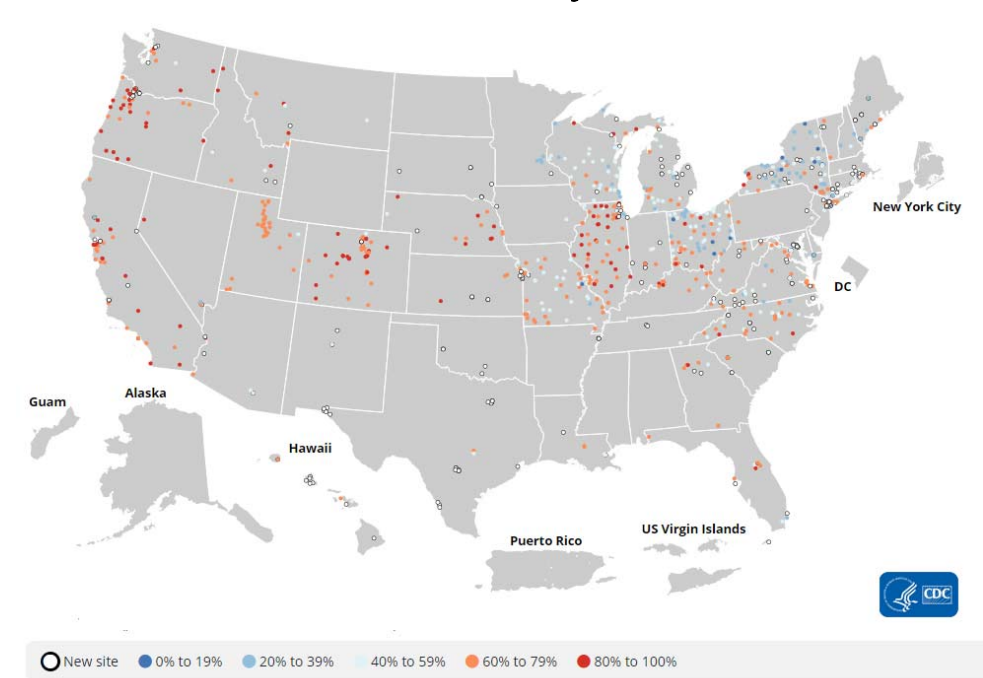 New York City
DC
Guam
Alaska
Hawaii
US Virgin Islands
Puerto Rico
CDC
New site 0% to 19% 20% to 39% 40% to 59% 60% to 79% 80% to 100%